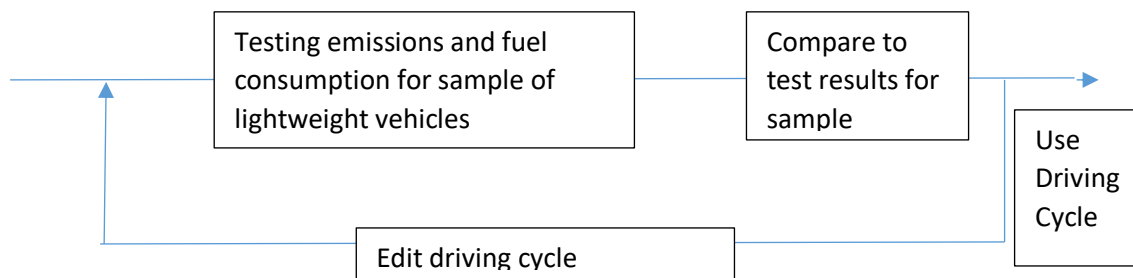 Testing emissions and fuel
consumption for sample of
lightweight vehicles
Compare to
test results for
sample
Use
Driving
Cycle
Edit driving cycle